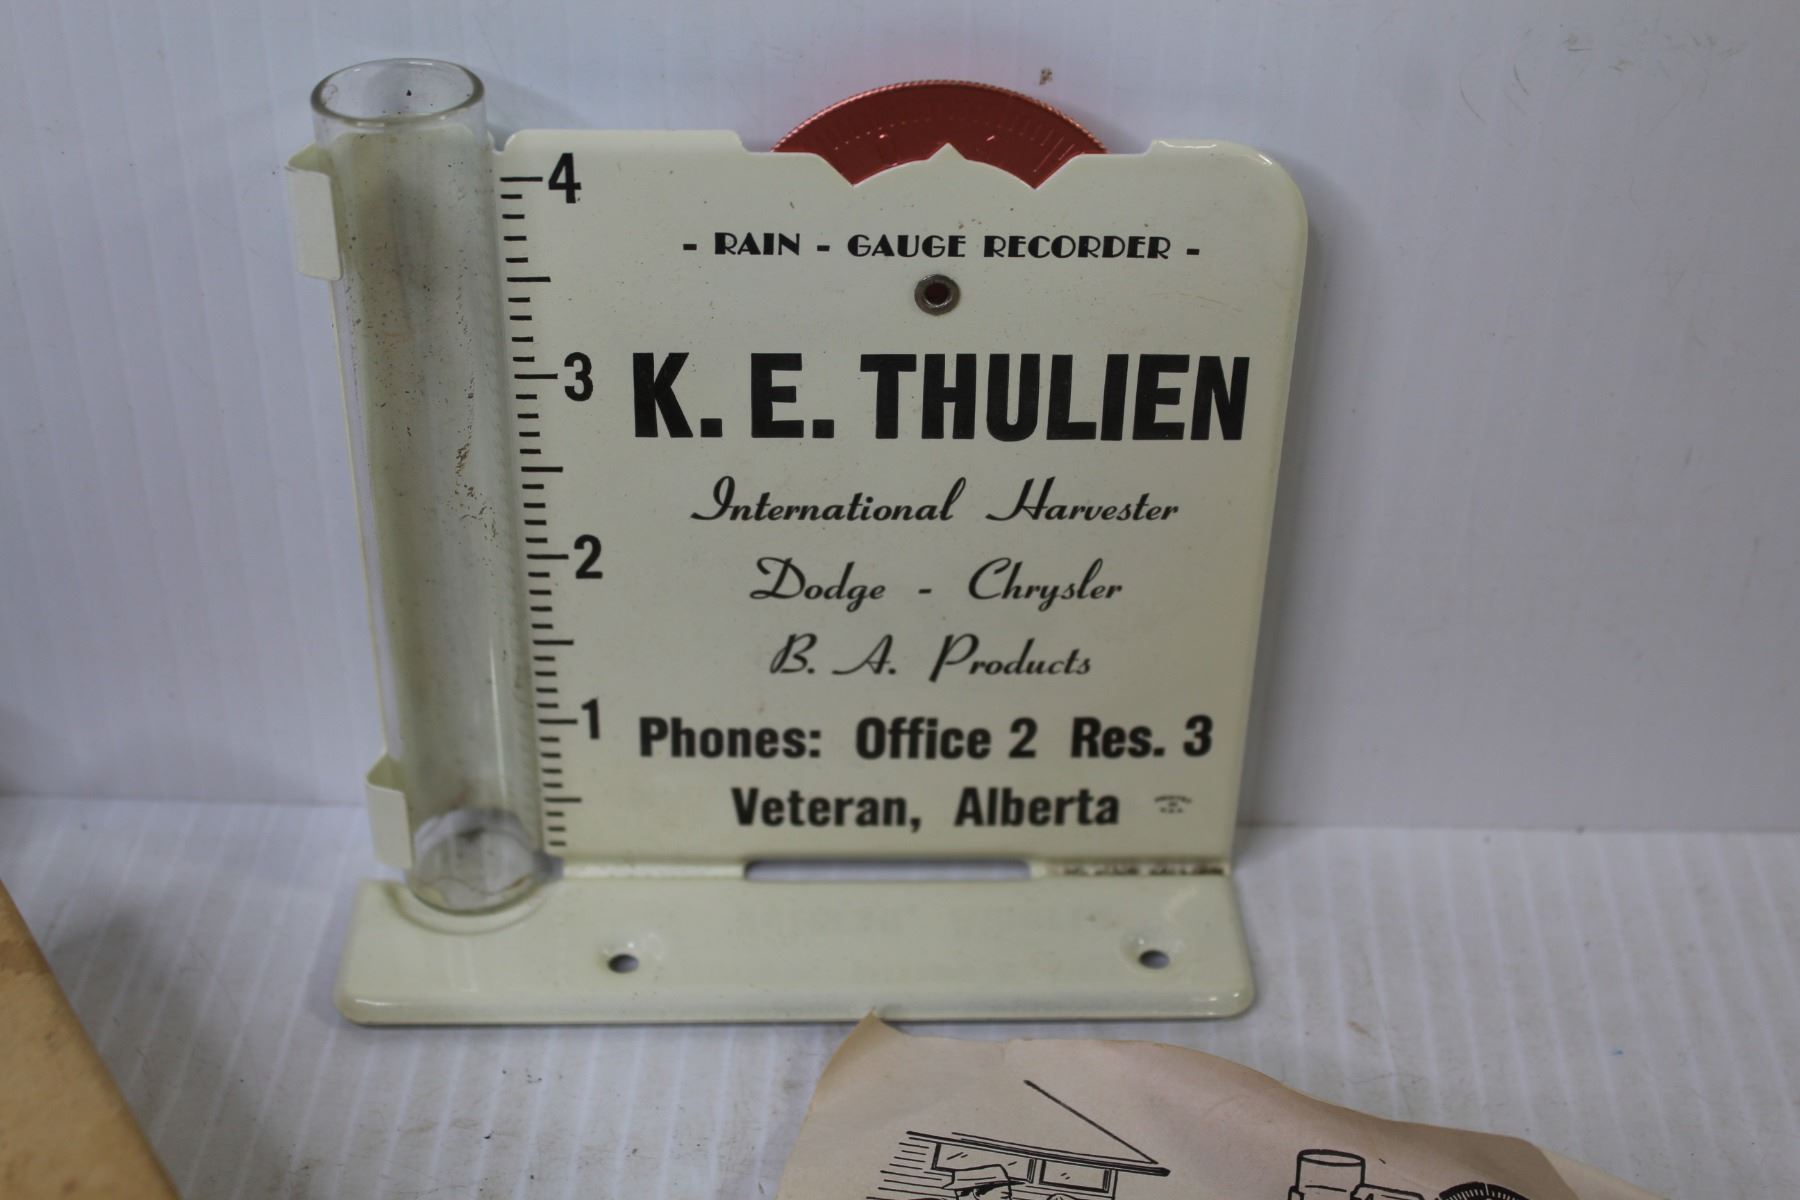 4
3
2
1
- RAIN - GAUGE RECORDER -
K. E. THULIEN
International Harvester
Dodge - Chrysler
B. A. Products
Phones: Office 2 Res. 3
Veteran, Alberta